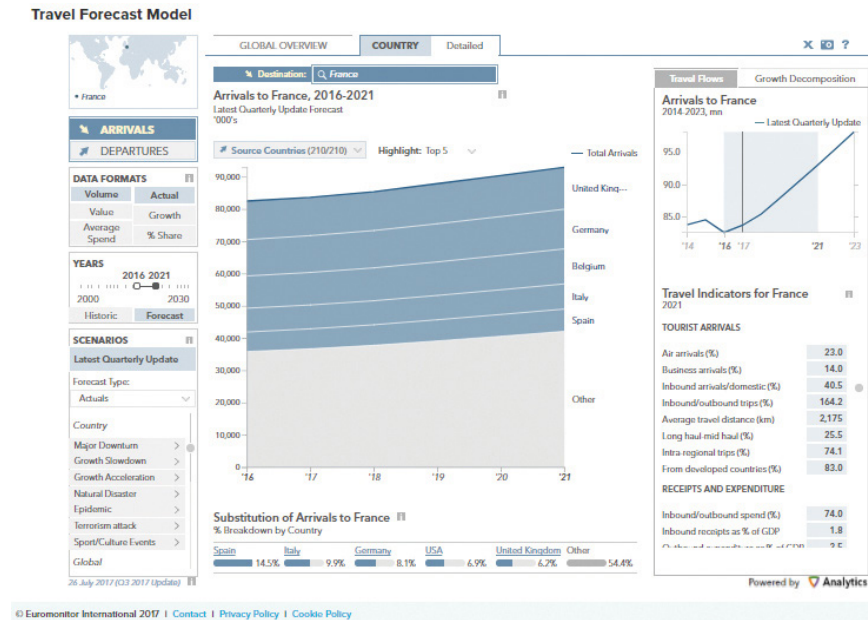 Travel Forecast Model
France
ARRIVALS
DEPARTURES
DATA FORMATS
Volume Actual
Value Growth
Average Spend % Share
YEARS
2016 2021
2000 2030
Historic Forecast
SCENARIOS
Latest Quarterly Update
Forecast Type:
Actuals
Country
Major Downturn
Growth Slowdown
Growth Acceleration
Natural Disaster
Epidemic
Terrorism attack
Sport/Culture Events
Global
26 July 2017 (Q3 2017 Update)
GLOBAL OVERVIEW COUNTRY Detailed
X ?
Destination: France
Arrivals to France, 2016-2021
Latest Quarterly Update Forecast
'000's
Source Countries (210/210) Highlight: Top 5
Total Arrivals
90,000
80,000
70,000
60,000
50,000
40,000
30,000
20,000
10,000
0
'16 '17 '18 '19 '20 '21
United King---
Germany
Belgium
Italy
Spain
Other
Substitution of Arrivals to France
% Breakdown by Country
Spain Italy Germany USA United Kingdom Other
14.5% 9.9% 8.1% 6.9% 6.2% 54.4%
Travel Flows Growth Decomposition
Arrivals to France
2014-2023, mn
Latest Quarterly Update
95.0
90.0
85.0
'14 '16 '17 '21 '23
Travel Indicators for France
2021
TOURIST ARRIVALS
Air arrivals (%) 23.0
Business arrivals (%) 14.0
Inbound arrivals/domestic (%) 40.5
Inbound/outbound trips (%) 164.2
Average travel distance (km) 2,175
Long haul-mid haul (%) 25.5
Intra-regional trips (%) 74.1
From developed countries (%) 83.0
RECEIPTS AND EXPENDITURE
Inbound/outbound spend (%) 74.0
Inbound receipts as % of GDP 1.8
Powered by Analytics
© Euromonitor International 2017 | Contact | Privacy Policy | Cookie Policy